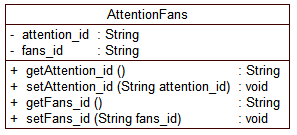 AttentionFans
- attention_id : String
- fans_id : String
+ getAttention_id () : String
+ setAttention_id (String attention_id) : void
+ getFans_id () : String
+ setFans_id (String fans_id) : void